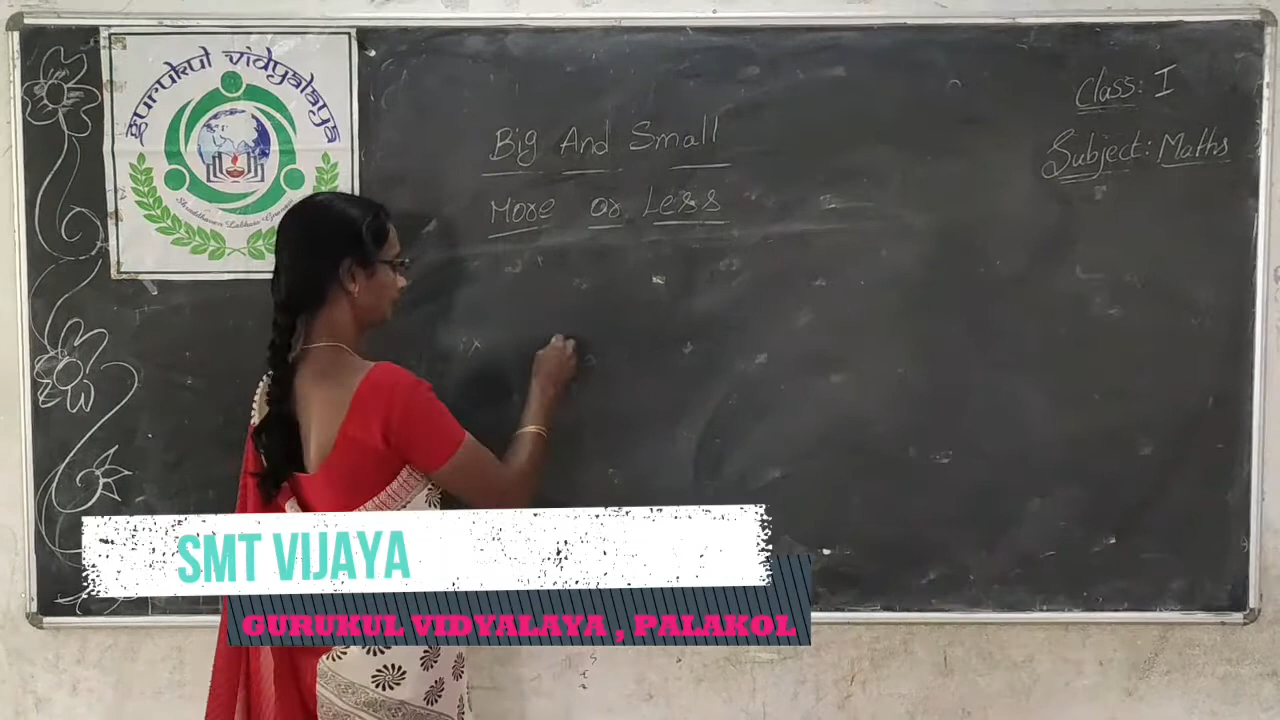 gurukul vidyalaya
Class: I
Subject: Maths
Big And Small
More or Less
SMT VIJAYA
GURUKUL VIDYALAYA , PALAKOL